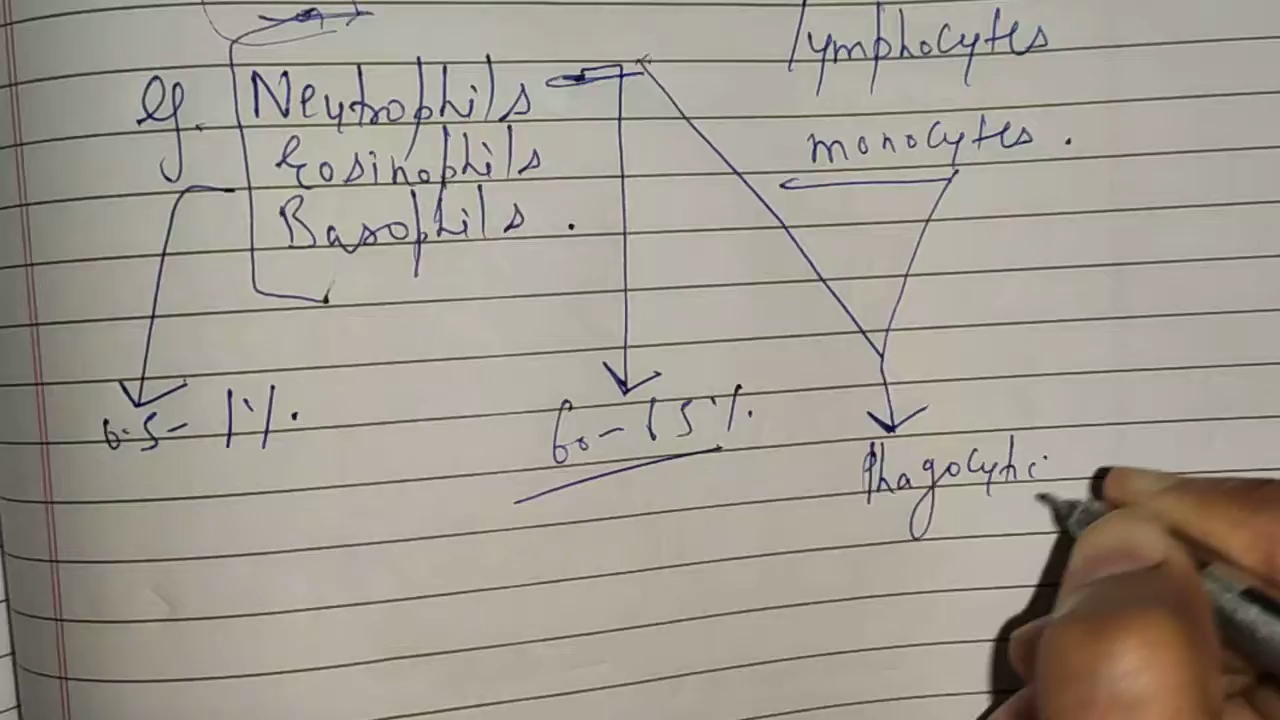 lymphocytes
eg. Neutrophils
monocytes.
Eosinophils
Basophils.
0.5- 1%.
60-65%.
Phagocytic